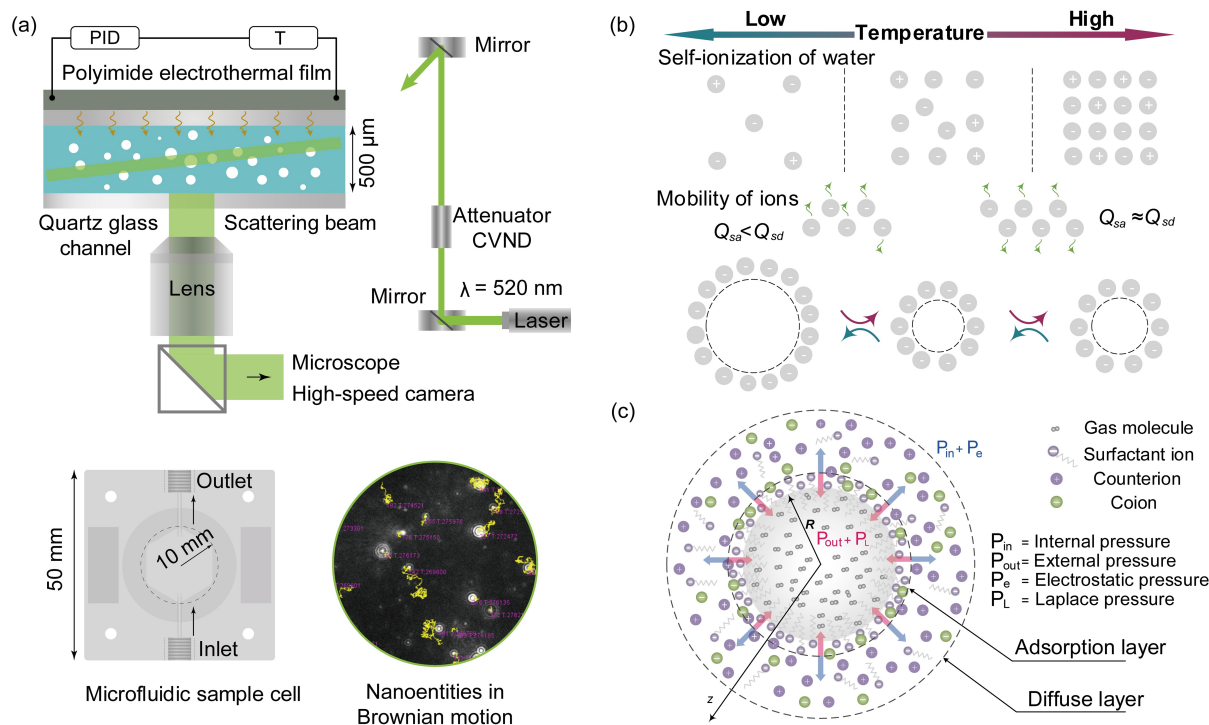 (a)
PID
T
Polyimide electrothermal film
500 µm
Quartz glass
channel
Scattering beam
Lens
Microscope
High-speed camera
Mirror
Attenuator
CVND
Mirror
λ = 520 nm
Laser
50 mm
Outlet
10 mm
Inlet
Microfluidic sample cell
Nanoentities in
Brownian motion
(b)
Low
Temperature
High
Self-ionization of water
Mobility of ions
Qsa < Qsd
Qsa ≈ Qsd
(c)
Pin + Pe
R
Pout + PL
z
Gas molecule
Surfactant ion
Counterion
Coion
Pin = Internal pressure
Pout = External pressure
Pe = Electrostatic pressure
PL = Laplace pressure
Adsorption layer
Diffuse layer